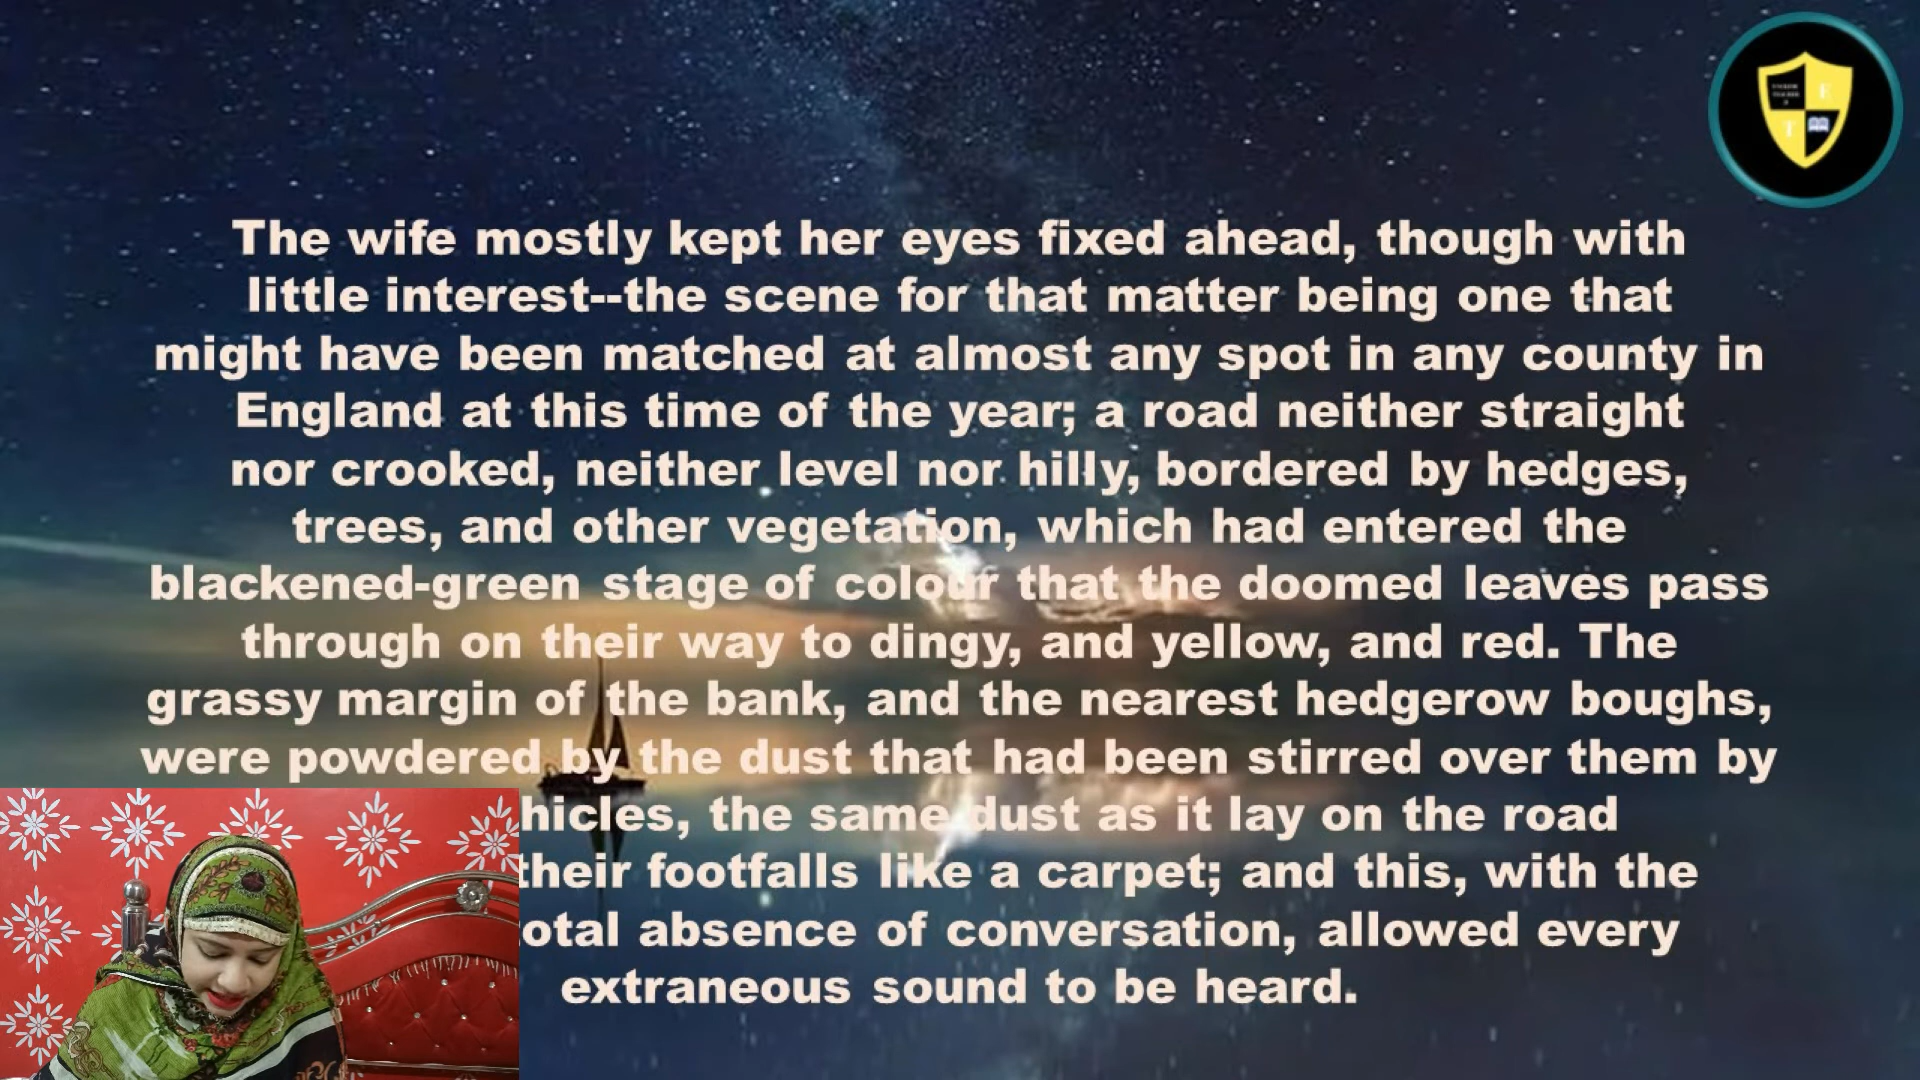 The wife mostly kept her eyes fixed ahead, though with
little interest--the scene for that matter being one that
might have been matched at almost any spot in any county in
England at this time of the year; a road neither straight
nor crooked, neither level nor hilly, bordered by hedges,
trees, and other vegetation, which had entered the
blackened-green stage of colour that the doomed leaves pass
through on their way to dingy, and yellow, and red. The
grassy margin of the bank, and the nearest hedgerow boughs,
were powdered by the dust that had been stirred over them by
hicles, the same dust as it lay on the road
their footfalls like a carpet; and this, with the
otal absence of conversation, allowed every
extraneous sound to be heard.
E
T